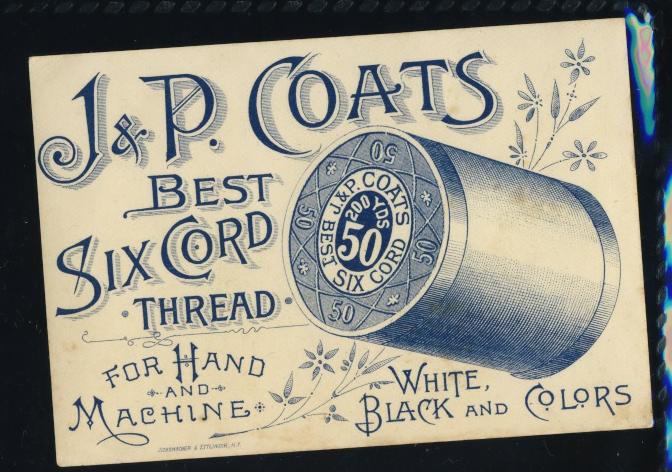 J. & P. COATS
BEST
SIX CORD
THREAD
FOR HAND
AND
MACHINE
50
50
50
50
J. & P. COATS
200 YDS
50
BEST SIX CORD
WHITE,
BLACK AND COLORS